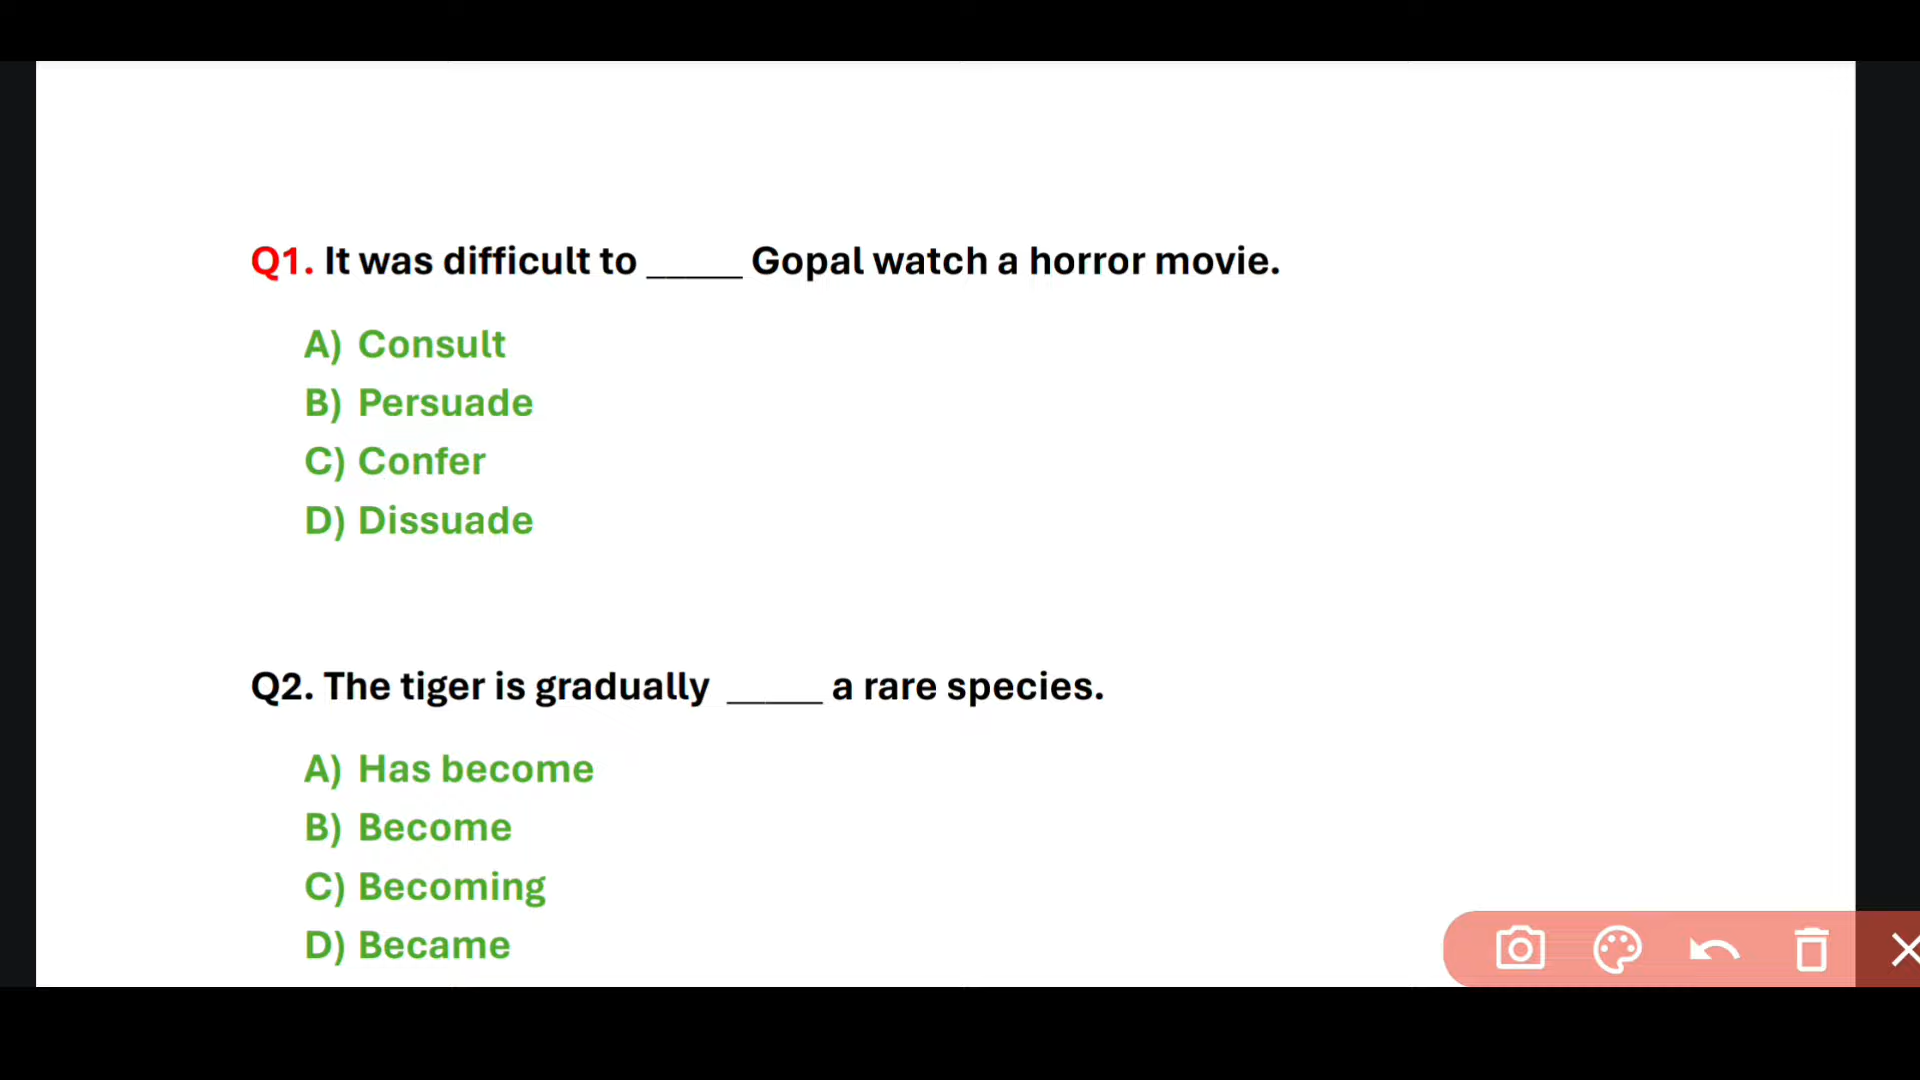 Q1. It was difficult to _____ Gopal watch a horror movie.
A) Consult
B) Persuade
C) Confer
D) Dissuade
Q2. The tiger is gradually _____ a rare species.
A) Has become
B) Become
C) Becoming
D) Became